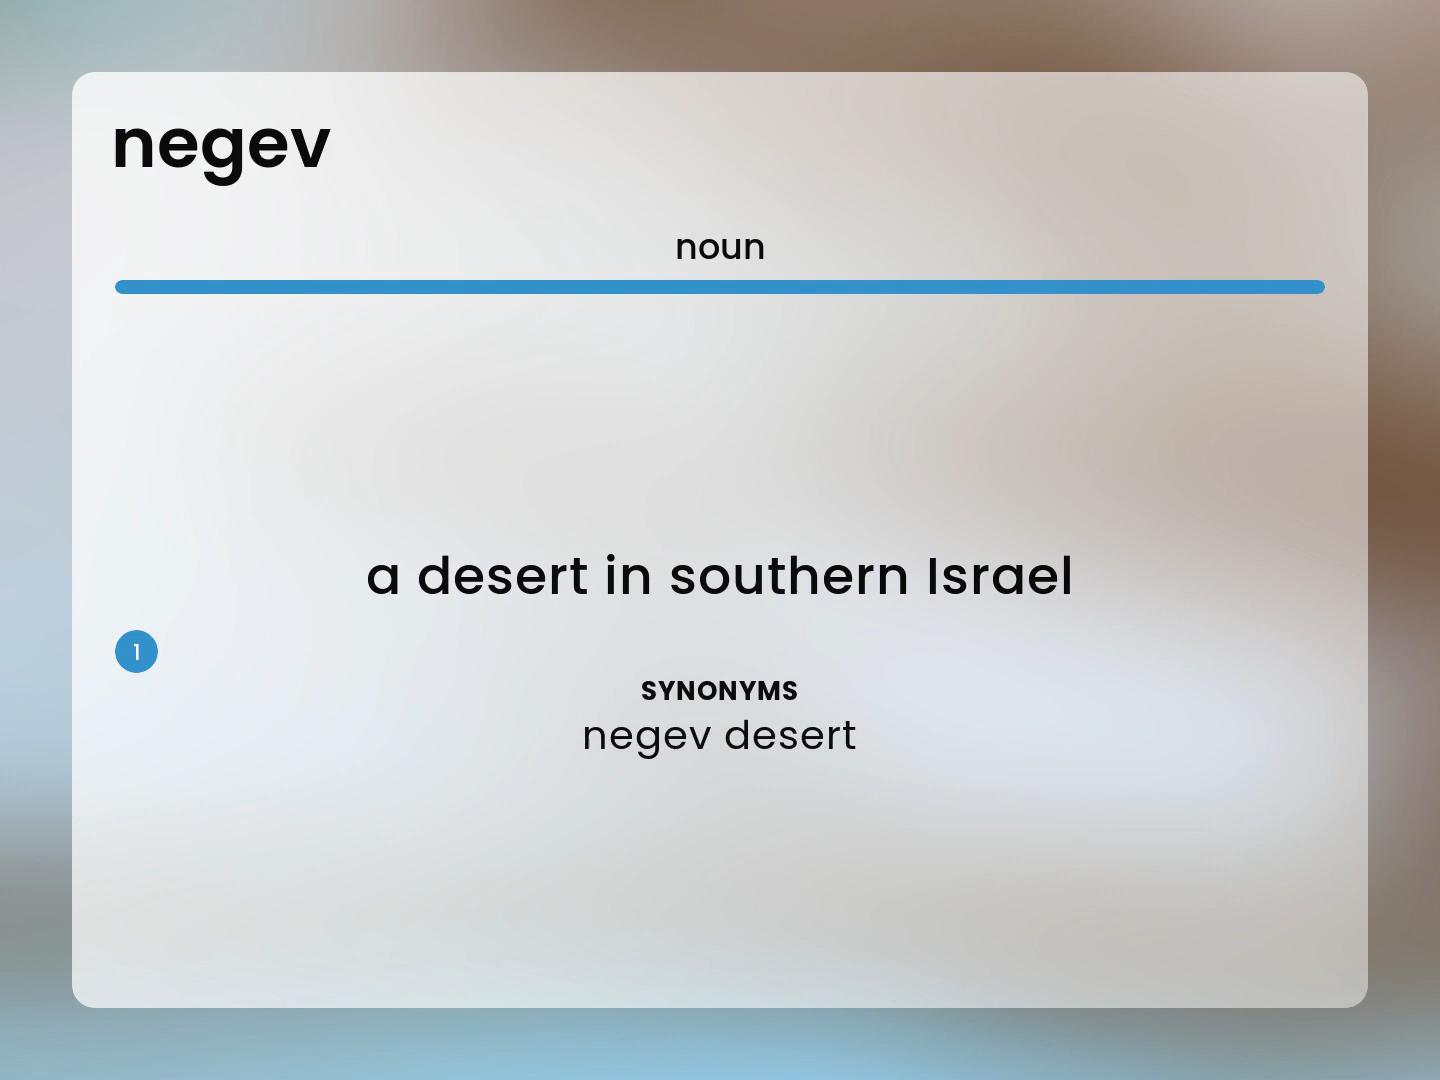 negev
noun
a desert in southern Israel
1
SYNONYMS
negev desert